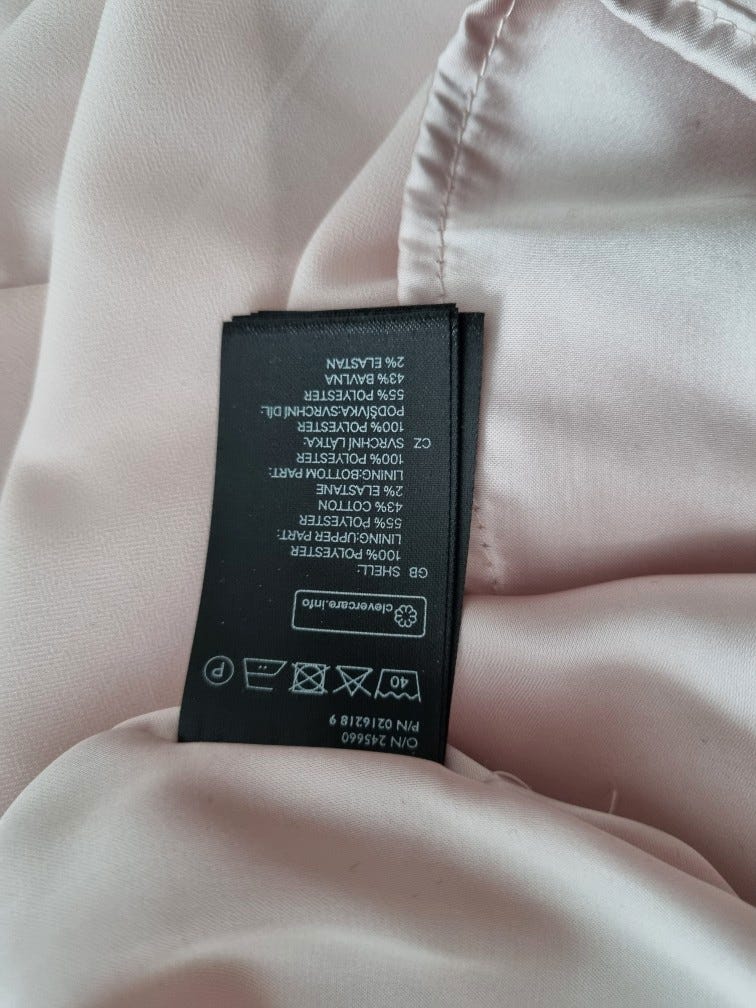 O/N 245660
P/N 0216218 9
40
P
clevercare.info
GB SHELL:
100% POLYESTER
LINING:UPPER PART:
55% POLYESTER
43% COTTON
2% ELASTANE
LINING:BOTTOM PART:
100% POLYESTER
CZ SVRCHNÍ LÁTKA:
100% POLYESTER
PODŠÍVKA:SVRCHNÍ DÍL:
55% POLYESTER
43% BAVLNA
2% ELASTAN